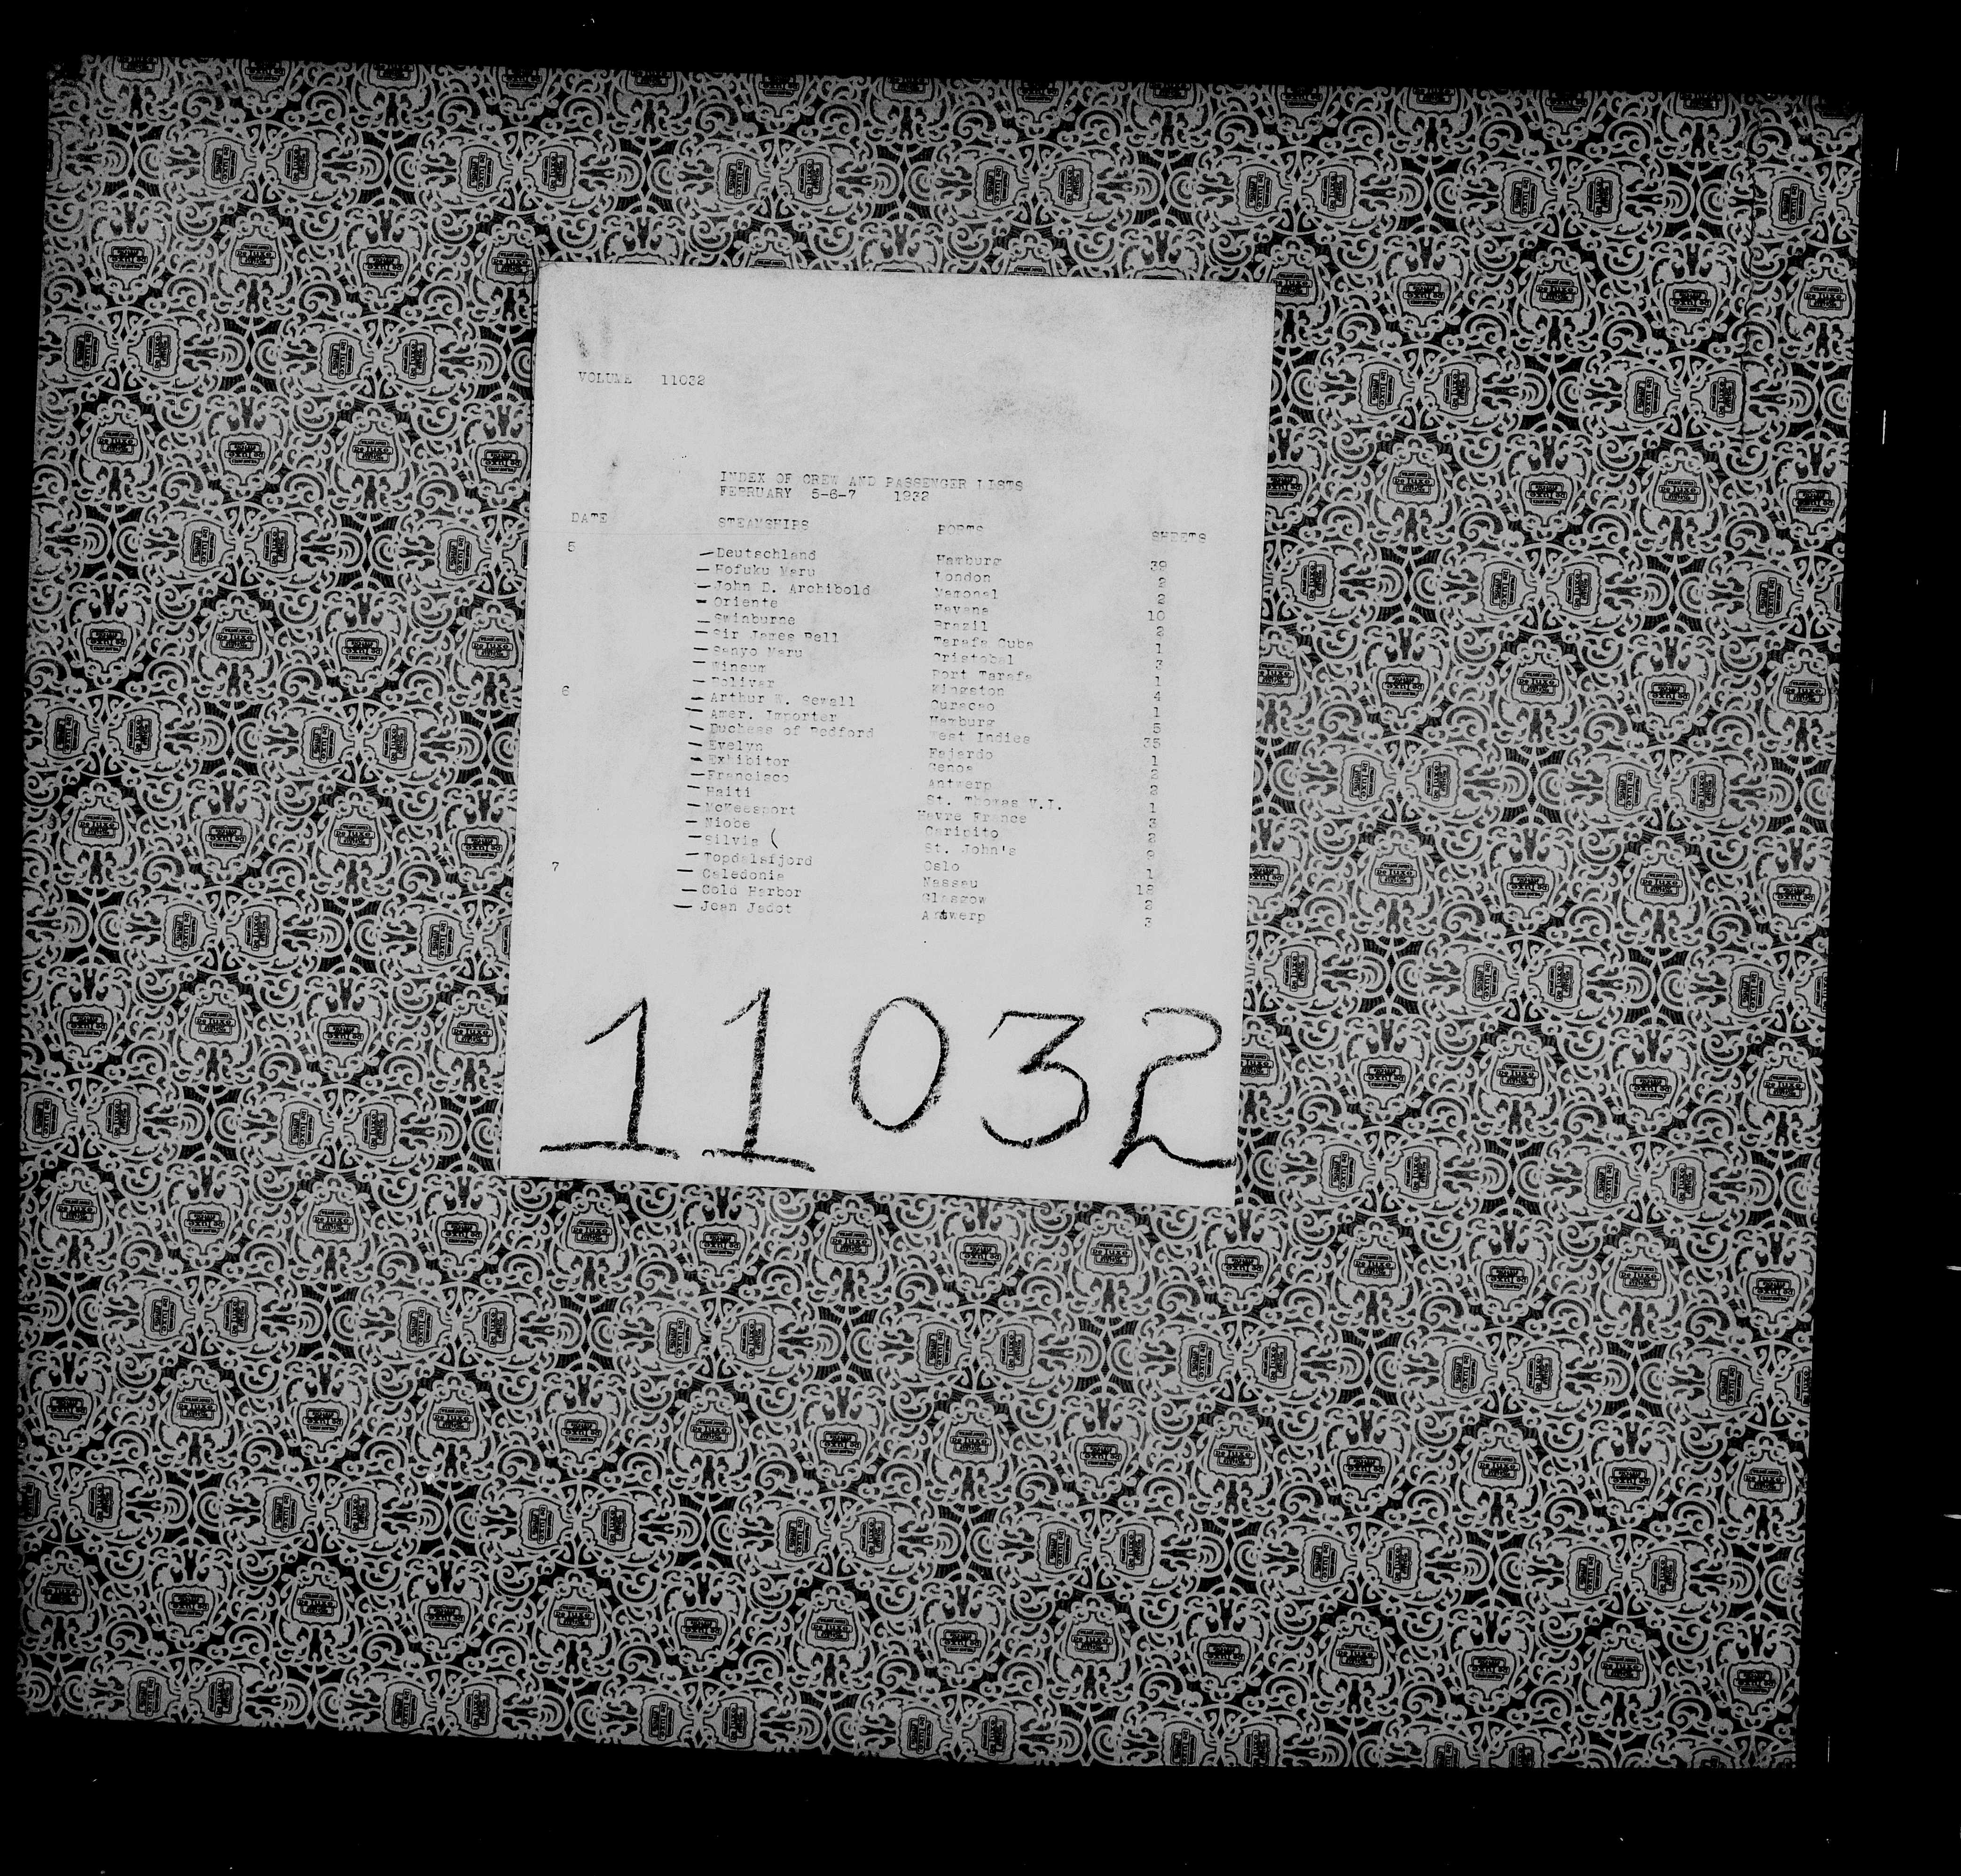 VOLUME 11032
INDEX OF CREW AND PASSENGER LISTS
FEBRUARY 5-6-7 1932
DATE STEAMSHIPS PORTS SHEETS
5 —Deutschland Hamburg 39
—Hofuku Maru London 2
—John D. Archibold Mamonal 2
—Oriente Havana 10
—Swinburne Brazil 2
—Sir James Bell Tarafa Cuba 1
—Sanyo Maru Cristobal 3
—Winsum Port Tarafa 1
—Bolivar Kingston 4
6 —Arthur W. Sewall Curacao 1
—Amer. Importer Hamburg 5
—Duchess of Bedford West Indies 35
—Evelyn Fajardo 1
—Exhibitor Genoa 2
—Francisco Antwerp 2
—Haiti St. Thomas V.I. 1
—McKeesport Havre France 3
—Niobe Caripito 2
—Silvia ( St. John's 9
—Topdalsfjord Oslo 1
7 —Caledonia Nassau 18
—Cold Harbor Glasgow 2
—Jean Jadot Antwerp 3
11032